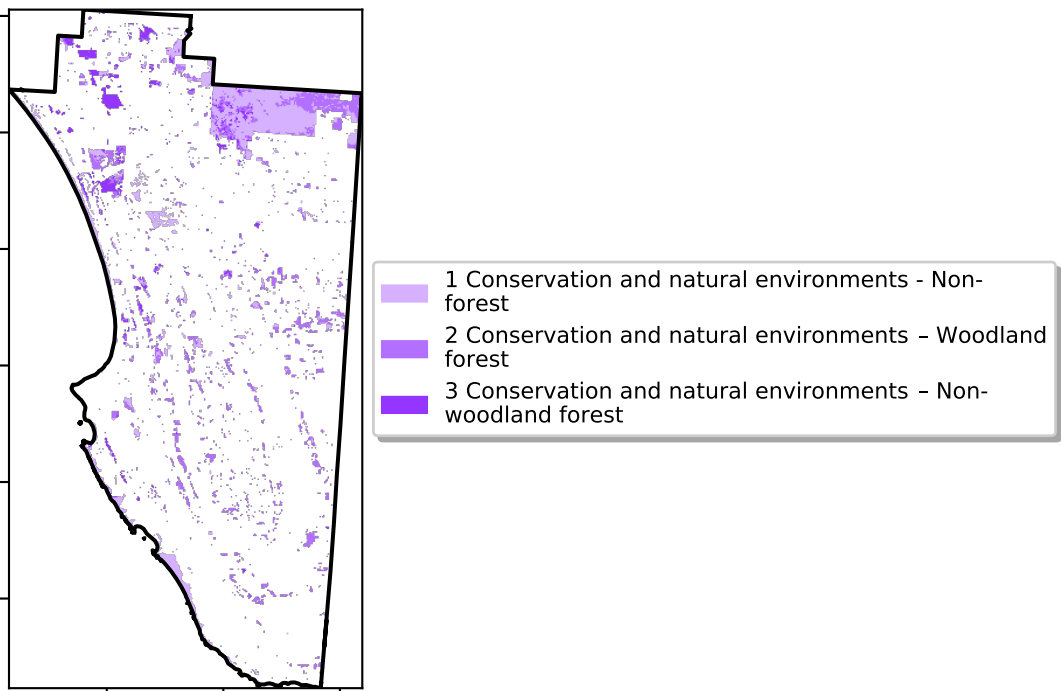 1 Conservation and natural environments - Non-
forest
2 Conservation and natural environments – Woodland
forest
3 Conservation and natural environments – Non-
woodland forest